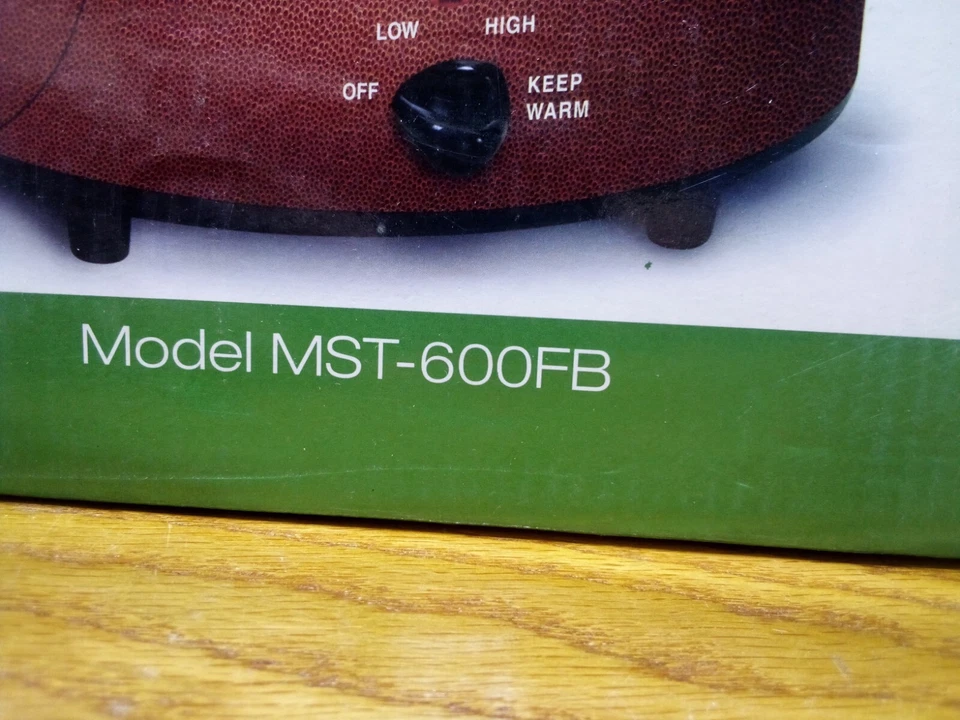 LOW HIGH
OFF KEEP
WARM
Model MST-600FB